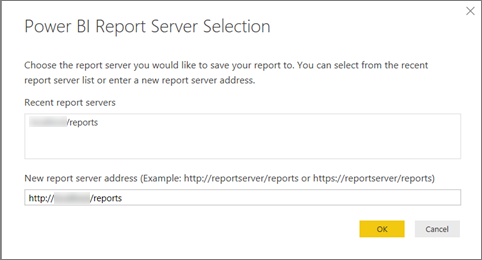 Power BI Report Server Selection
Choose the report server you would like to save your report to. You can select from the recent
report server list or enter a new report server address.
Recent report servers
/reports
New report server address (Example: http://reportserver/reports or https://reportserver/reports)
http:// /reports
OK Cancel